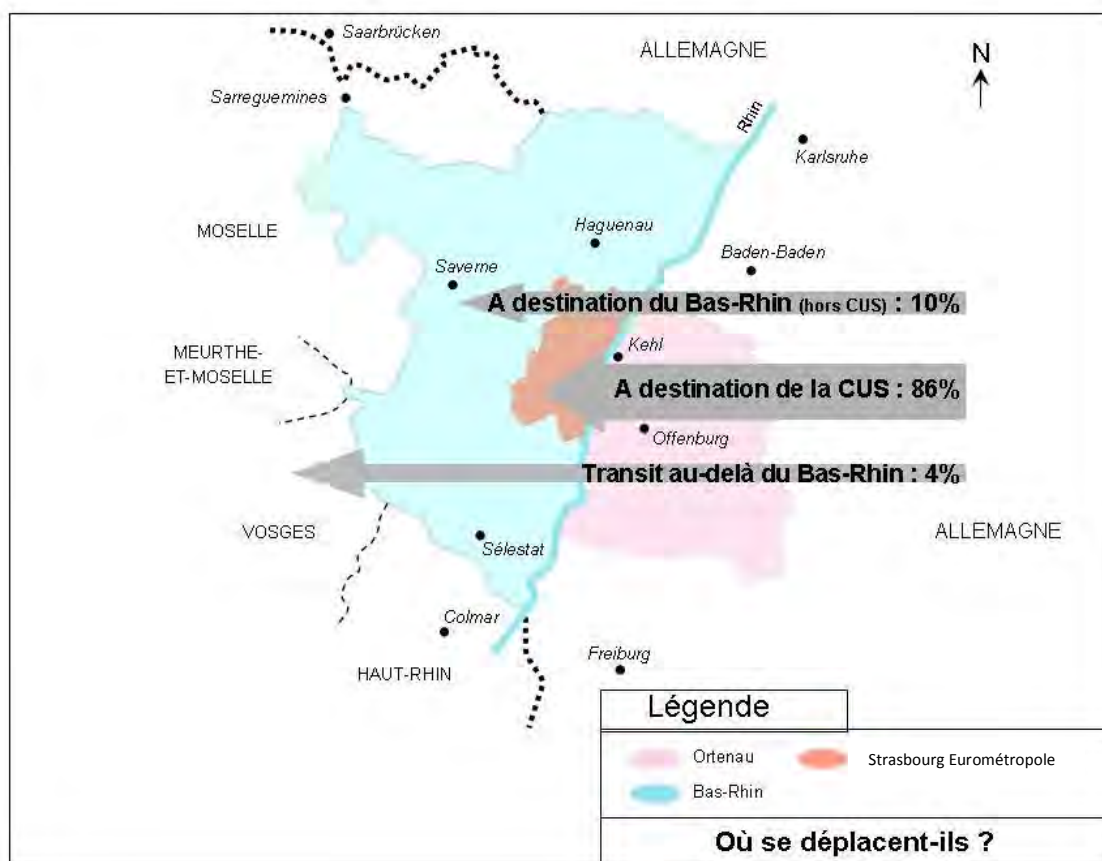 Saarbrücken
ALLEMAGNE
N
Sarreguemines
Rhin
Karlsruhe
MOSELLE
Haguenau
Baden-Baden
Saverne
A destination du Bas-Rhin (hors CUS) : 10%
MEURTHE-
ET-MOSELLE
Kehl
A destination de la CUS : 86%
Offenburg
Transit au-delà du Bas-Rhin : 4%
VOSGES
Sélestat
ALLEMAGNE
Colmar
HAUT-RHIN
Freiburg
Légende
Ortenau
Strasbourg Eurométropole
Bas-Rhin
Où se déplacent-ils ?